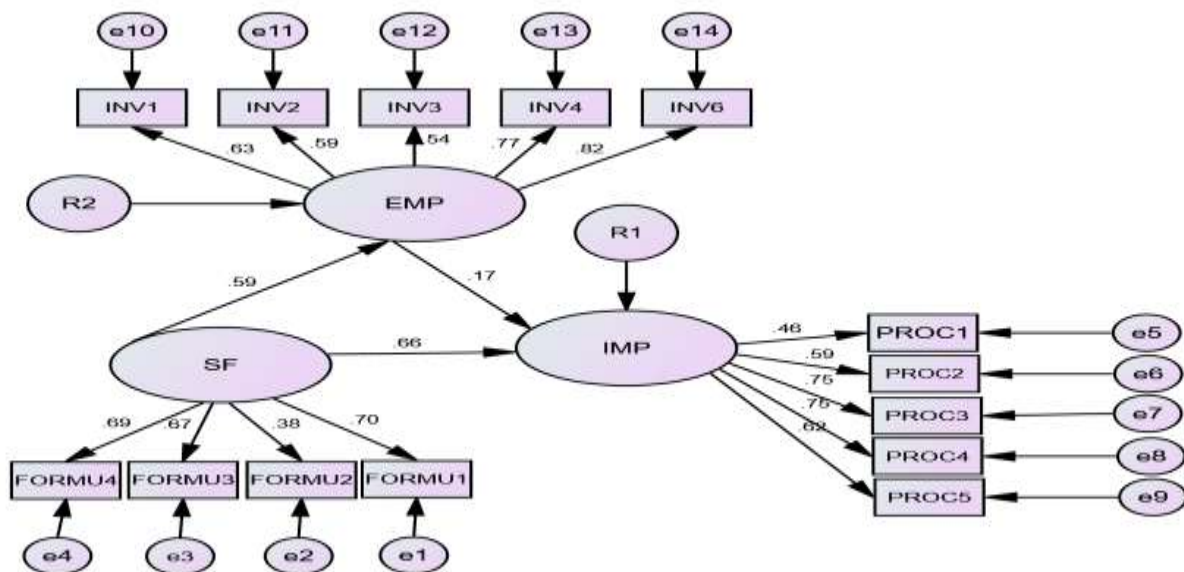 e10 e11 e12 e13 e14
INV1 INV2 INV3 INV4 INV6
.63 .59 .54 .77 .82
R2 EMP
R1
.59 .17
.66
SF IMP
.46 PROC1 e5
.59 PROC2 e6
.75 PROC3 e7
.75 PROC4 e8
.62 PROC5 e9
.69 .67 .38 .70
FORMU4 FORMU3 FORMU2 FORMU1
e4 e3 e2 e1